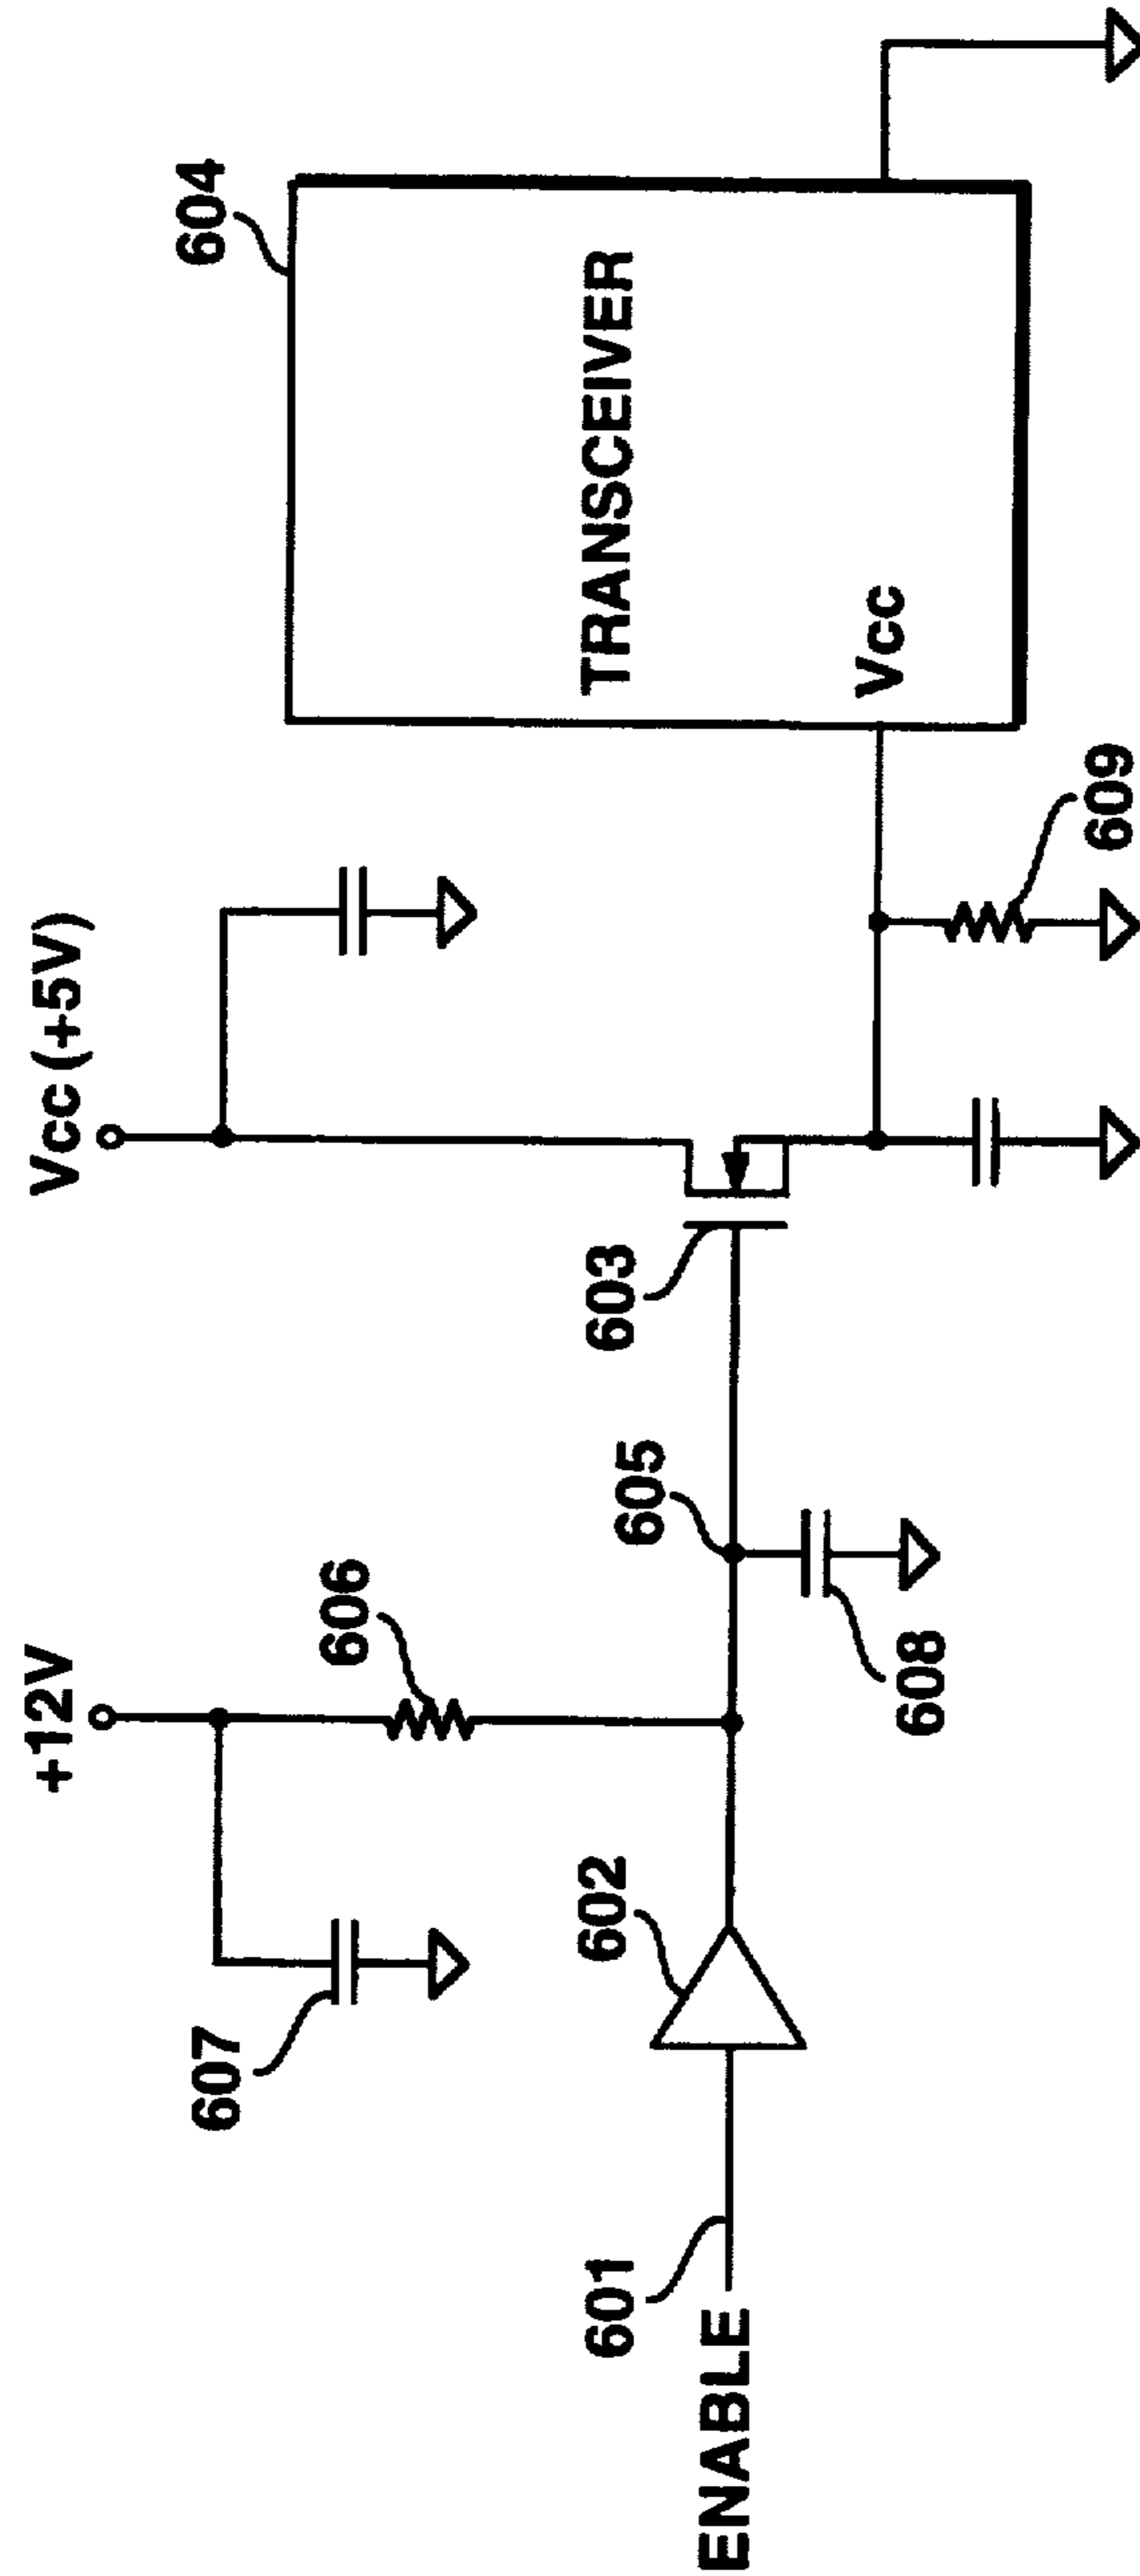 +12V
Vcc (+5V)
607
606
604
602
605
603
TRANSCEIVER
Vcc
601
ENABLE
608
609